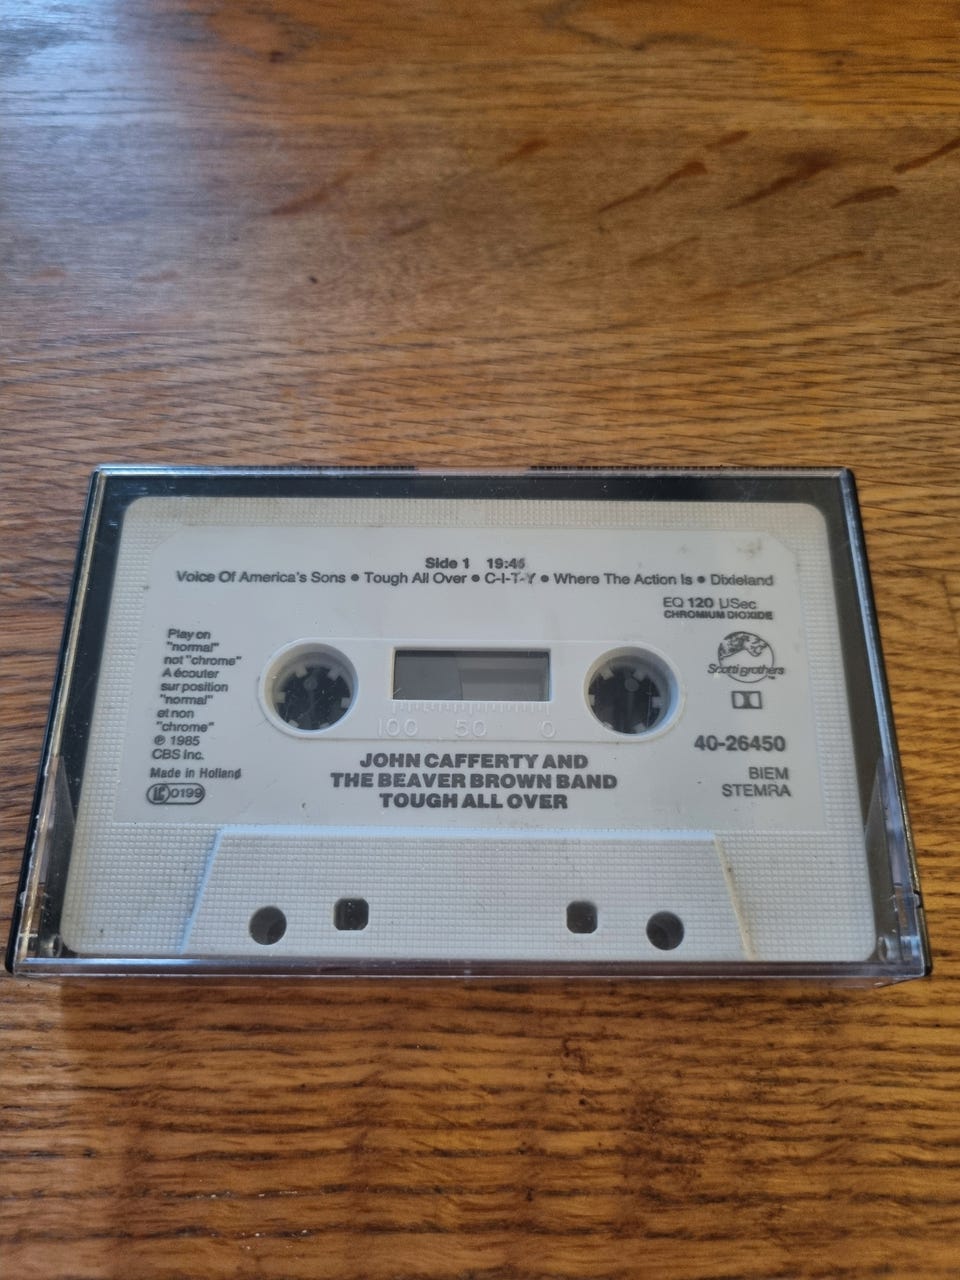 Side 1 19:46
Voice Of America's Sons • Tough All Over • C-I-T-Y • Where The Action Is • Dixieland
EQ 120 USec.
CHROMIUM DIOXIDE
Play on
"normal"
not "chrome"
A écouter
sur position
"normal"
et non
"chrome"
℗ 1985
CBS Inc.
Made in Holland
LC 0199
Scotti Brothers
TM
40-26450
BIEM
STEMRA
100 50 0
JOHN CAFFERTY AND
THE BEAVER BROWN BAND
TOUGH ALL OVER